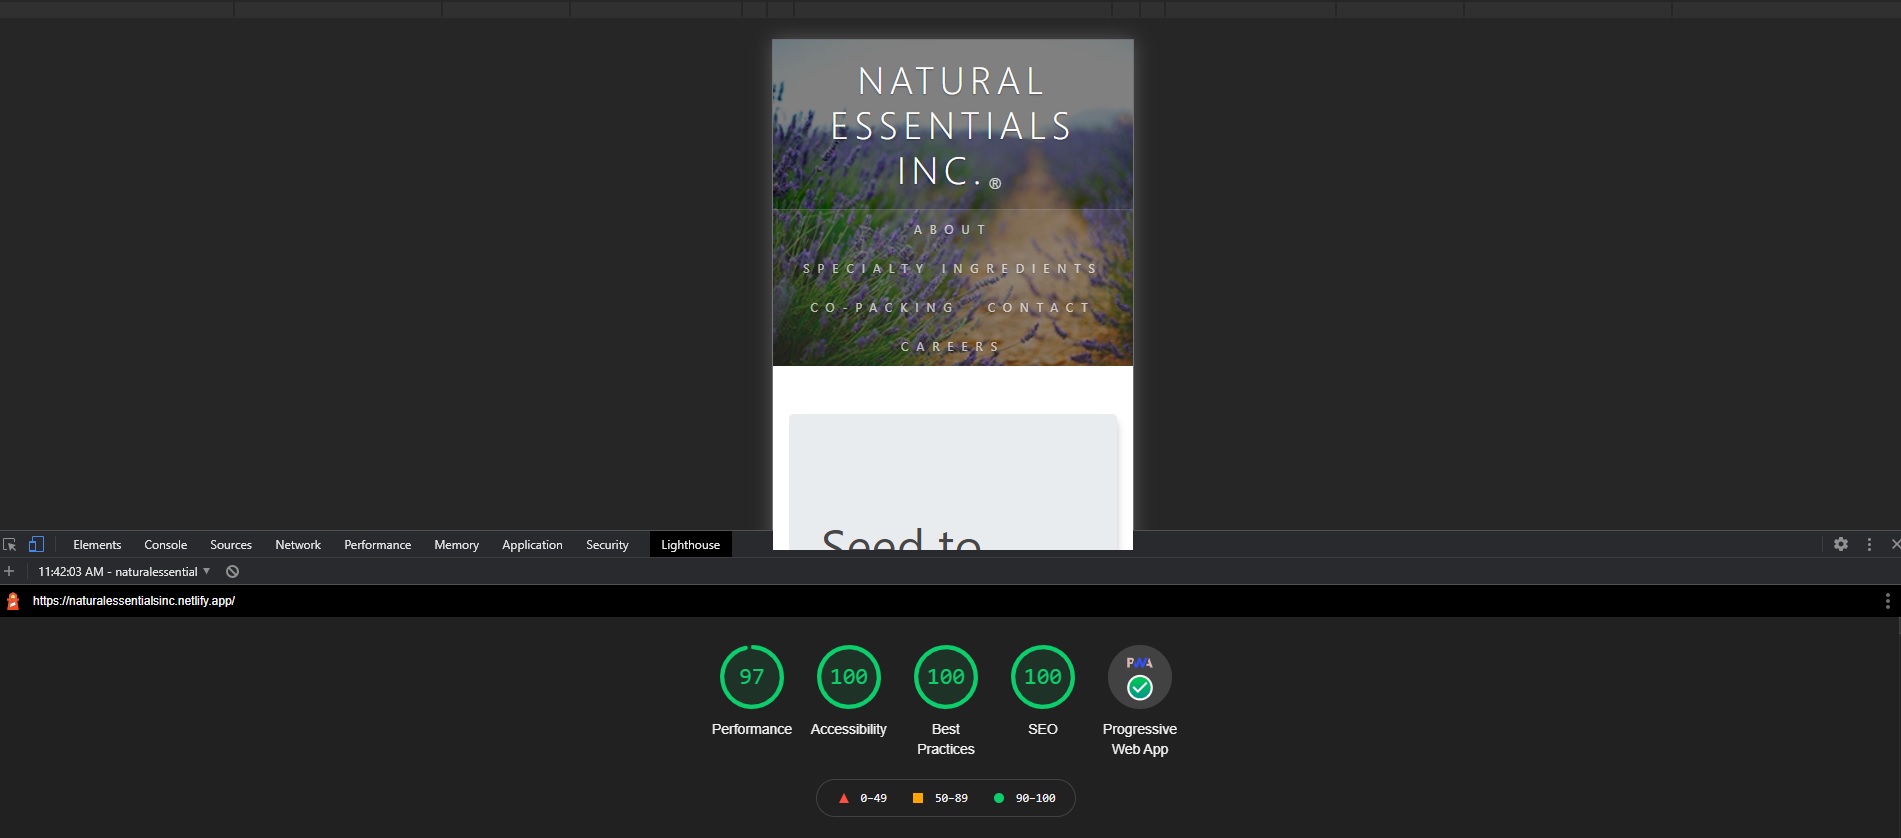 NATURAL
ESSENTIALS
INC.®
ABOUT
SPECIALTY INGREDIENTS
CO-PACKING CONTACT
CAREERS
Seed to
Elements Console Sources Network Performance Memory Application Security Lighthouse
11:42:03 AM - naturalessential
https://naturalessentialsinc.netlify.app/
97 100 100 100 PWA
Performance Accessibility Best SEO Progressive
Practices Web App
0-49 50-89 90-100